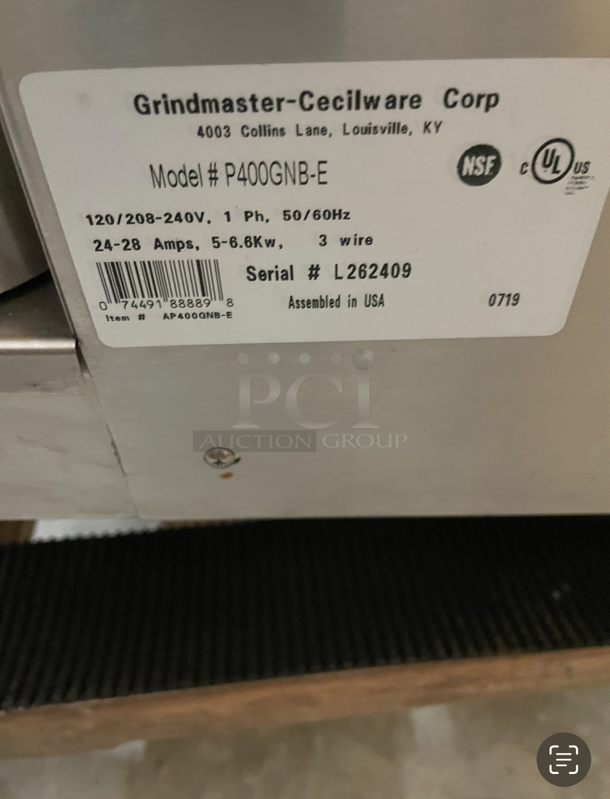 Grindmaster-Cecilware Corp
4003 Collins Lane, Louisville, KY
Model # P400GNB-E
NSF
C UL US
120/208-240V, 1 Ph, 50/60Hz
24-28 Amps, 5-6.6Kw, 3 wire
Serial # L262409
0 74491 88889 8
Assembled in USA 0719
Item # AP400GNB-E
PCI
AUCTION GROUP